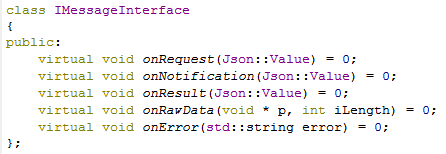 class IMessageInterface
{
public:
    virtual void onRequest(Json::Value) = 0;
    virtual void onNotification(Json::Value) = 0;
    virtual void onResult(Json::Value) = 0;
    virtual void onRawData(void * p, int iLength) = 0;
    virtual void onError(std::string error) = 0;
};